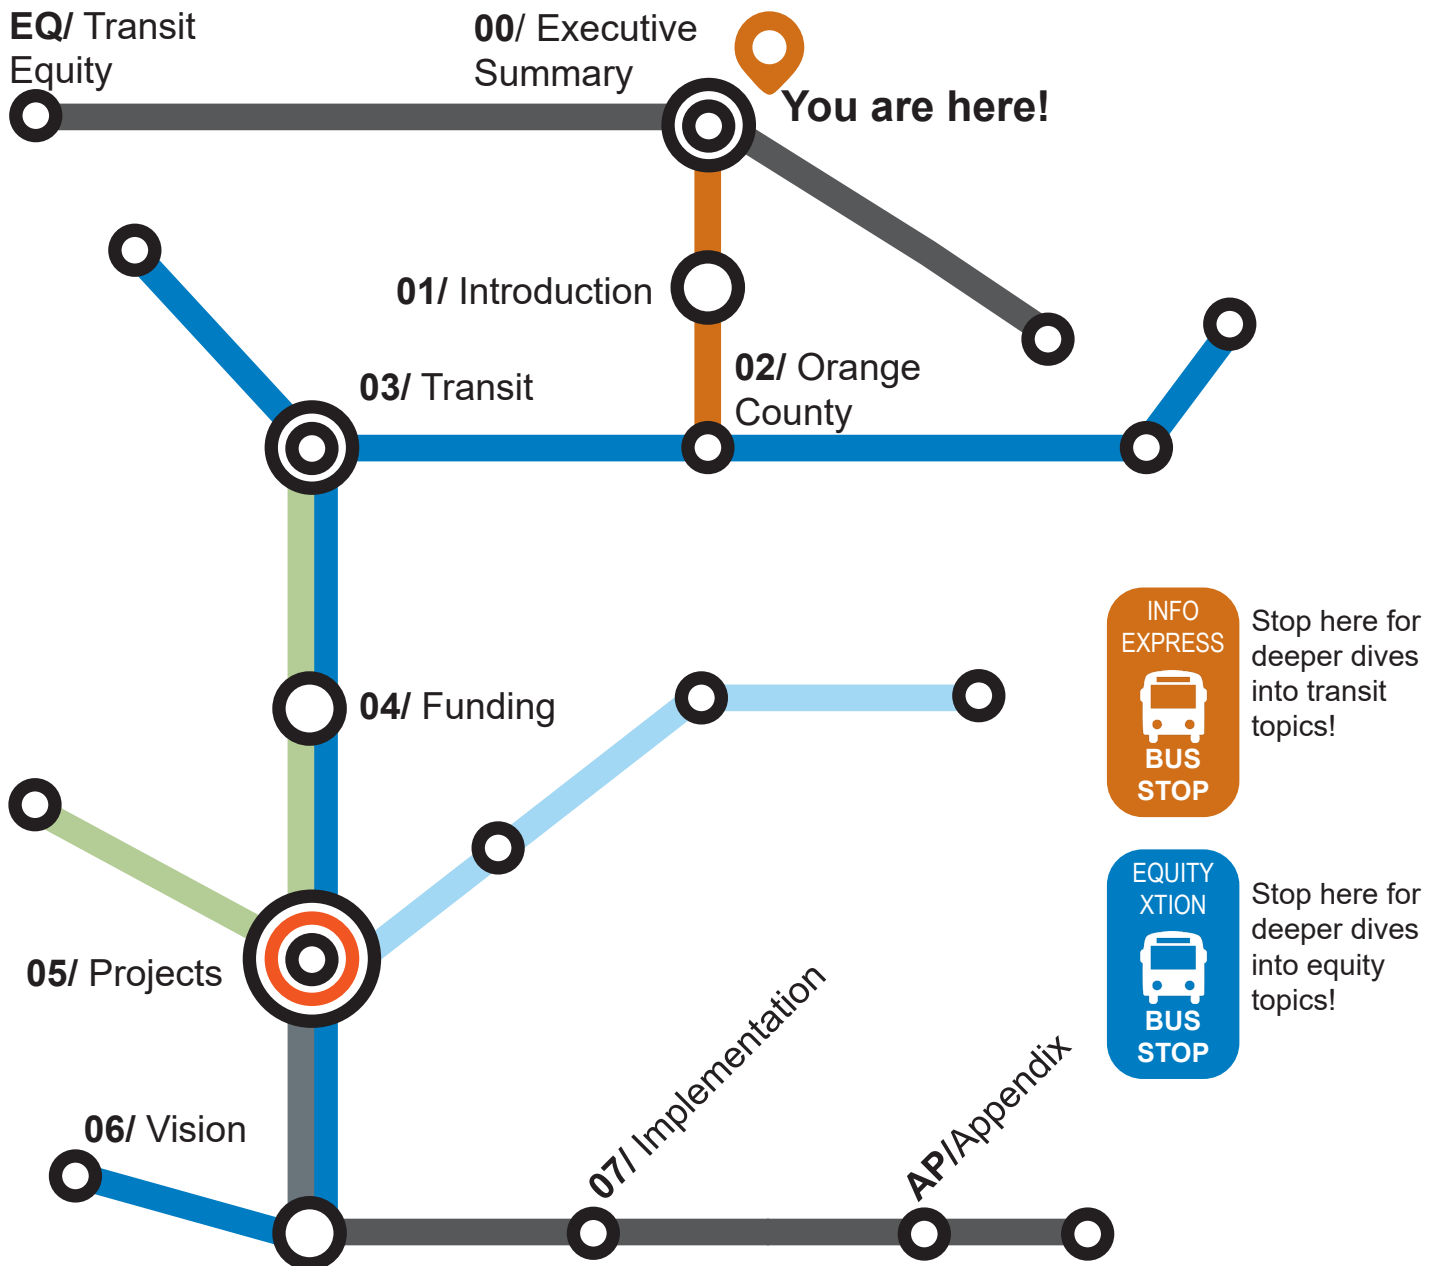 EQ/ Transit
Equity
00/ Executive
Summary
You are here!
01/ Introduction
02/ Orange
County
03/ Transit
04/ Funding
INFO
EXPRESS
BUS
STOP
Stop here for
deeper dives
into transit
topics!
EQUITY
XTION
BUS
STOP
Stop here for
deeper dives
into equity
topics!
05/ Projects
06/ Vision
07/ Implementation
AP/Appendix